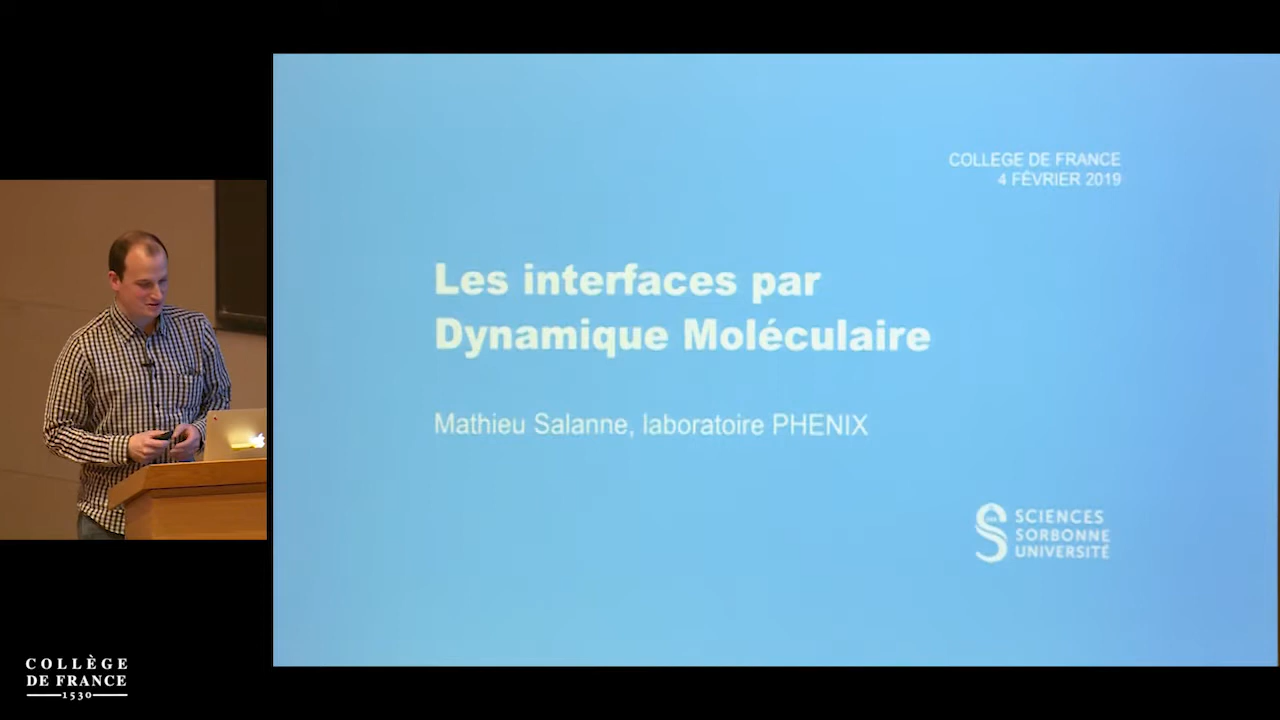 COLLEGE DE FRANCE
4 FÉVRIER 2019
Les interfaces par
Dynamique Moléculaire
Mathieu Salanne, laboratoire PHENIX
SCIENCES
SORBONNE
UNIVERSITÉ
COLLÈGE
DE FRANCE
1530